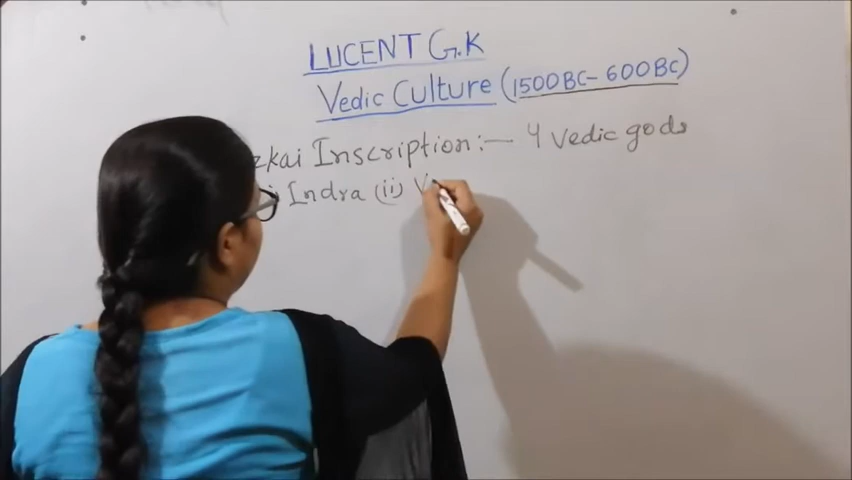 LUCENT G.K
Vedic Culture (1500BC-600BC)
Inscription:- 4 vedic gods
Indra (ii) V